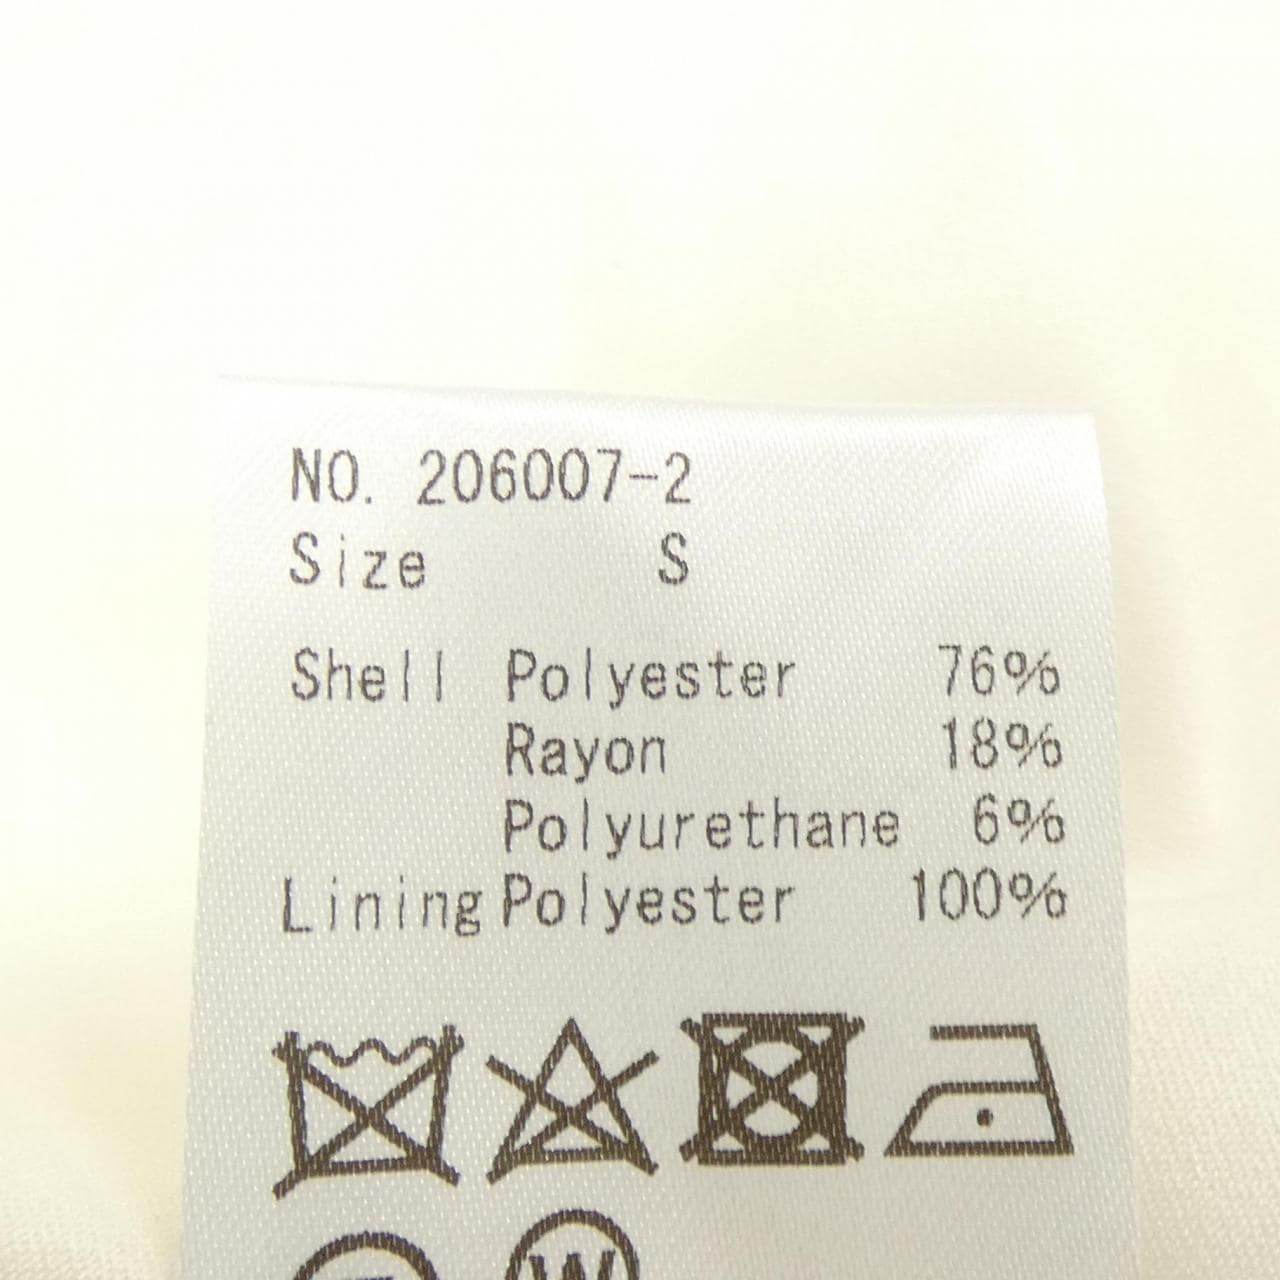 NO. 206007-2
Size S
Shell Polyester 76%
Rayon 18%
Polyurethane 6%
Lining Polyester 100%
W